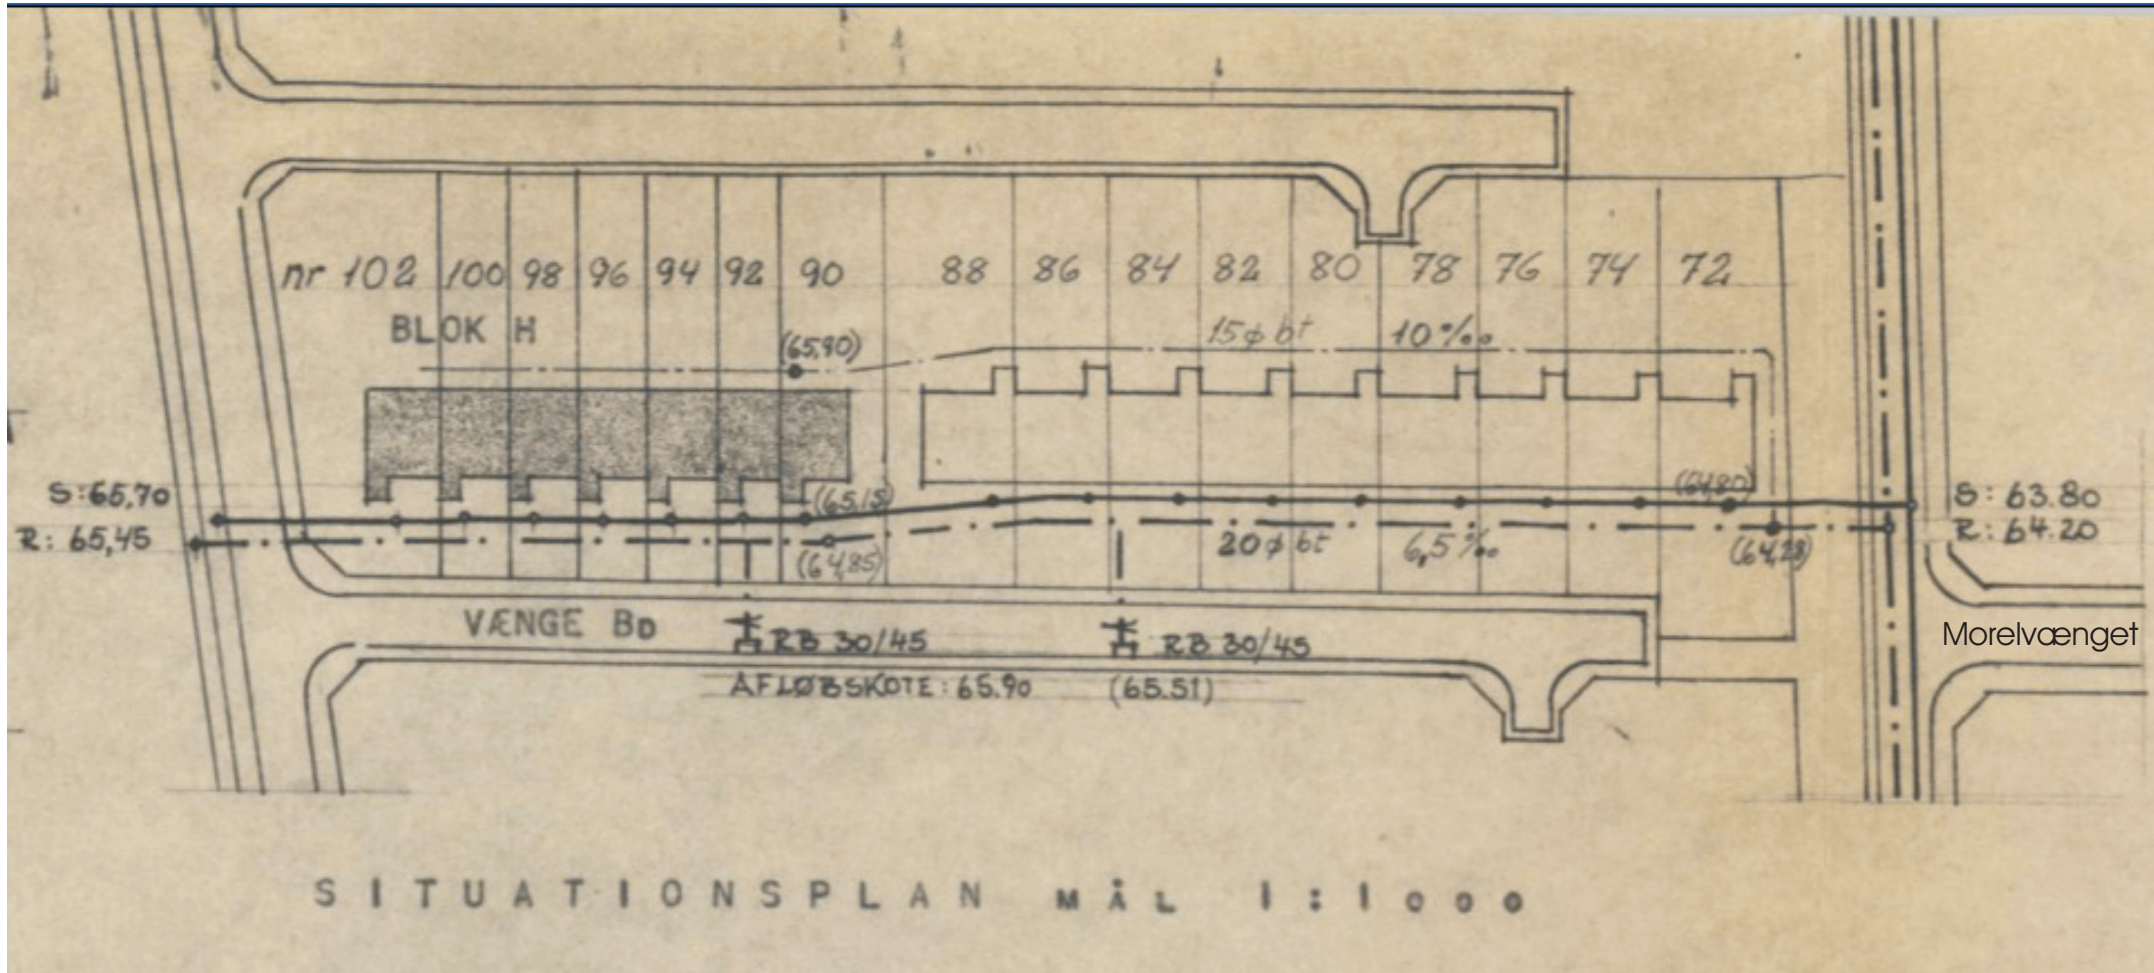 nr 102 100 98 96 94 92 90 88 86 84 82 80 78 76 74 72
BLOK H
15ø bt 10‰
(65,90)
S:65,70
(65,15)
(64,80)
S: 63.80
R: 65,45
R: 64.20
20ø bt 6,5‰
(64,85)
(64,28)
VÆNGE BD
RB 30/45
RB 30/45
Morelvænget
AFLØBSKOTE: 65.90 (65.51)
SITUATIONSPLAN MÅL 1:1000